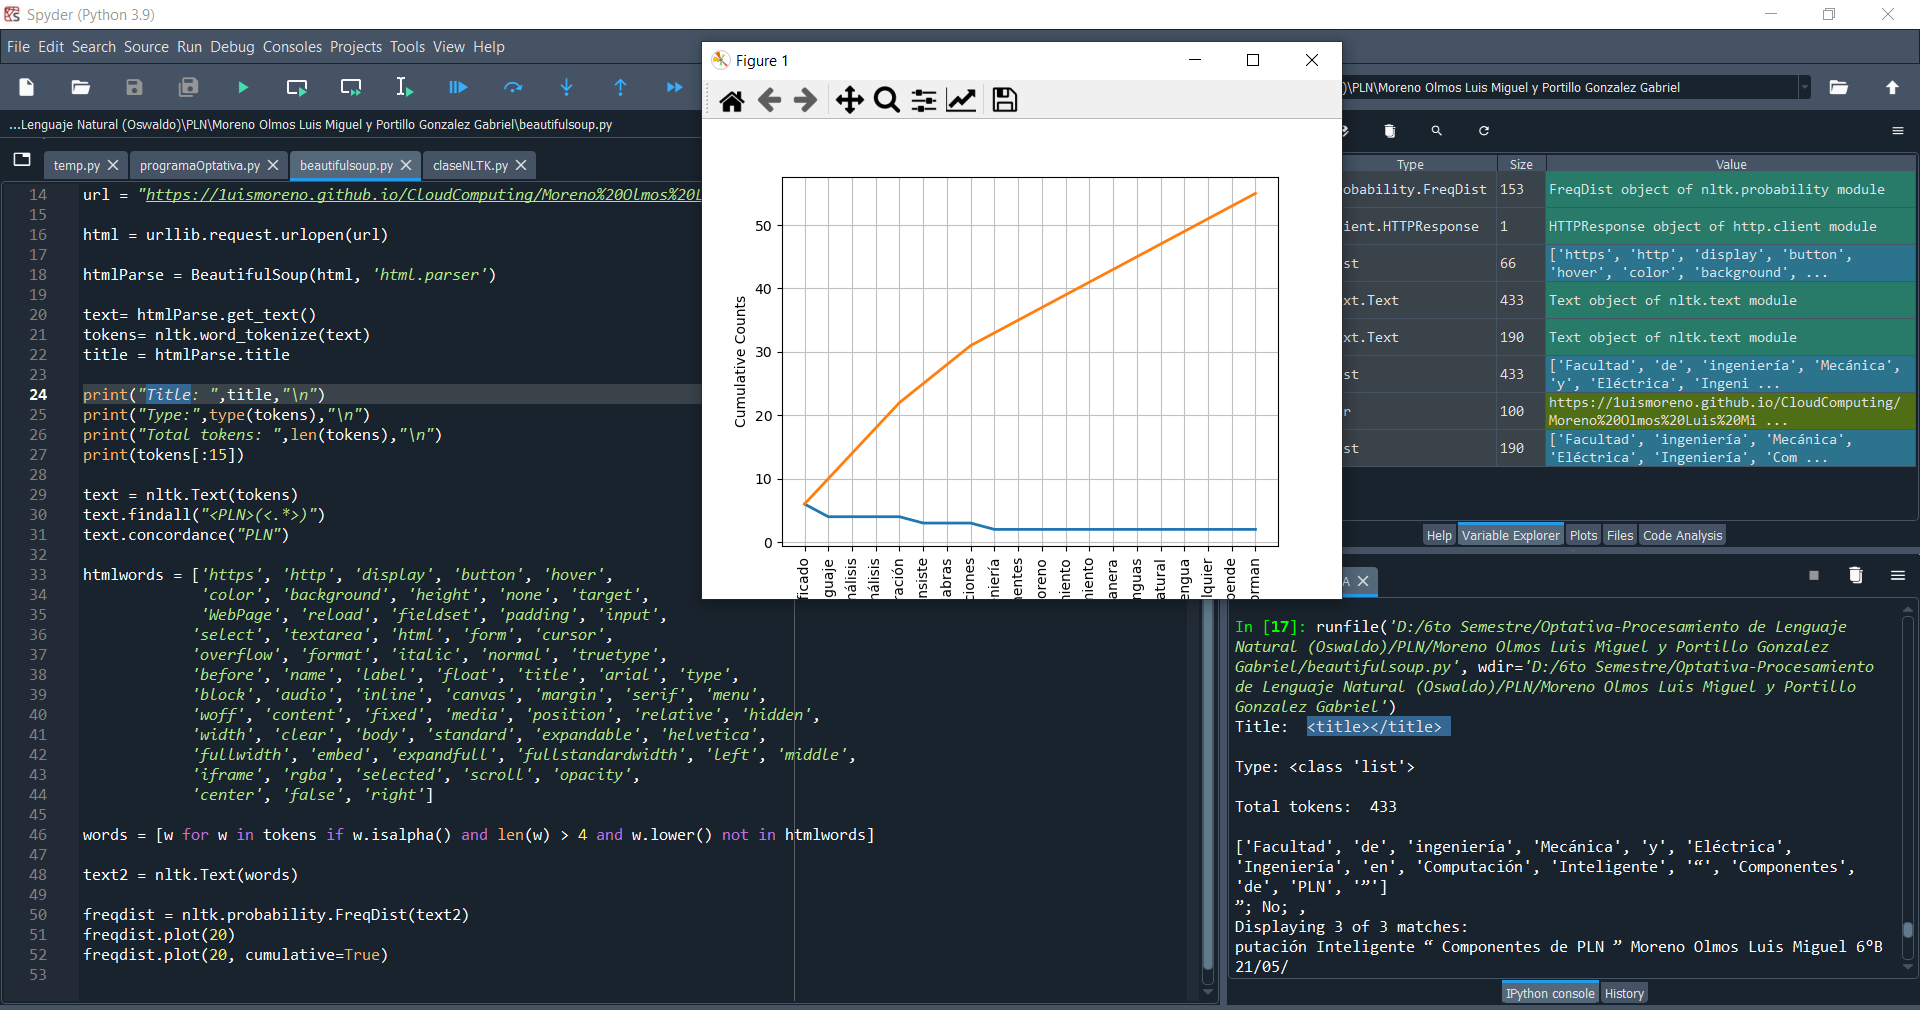 Spyder (Python 3.9)
File Edit Search Source Run Debug Consoles Projects Tools View Help
)\PLN\Moreno Olmos Luis Miguel y Portillo Gonzalez Gabriel
...Lenguaje Natural (Oswaldo)\PLN\Moreno Olmos Luis Miguel y Portillo Gonzalez Gabriel\beautifulsoup.py
temp.py programaOptativa.py beautifulsoup.py claseNLTK.py
14 url = "https://1uismoreno.github.io/CloudComputing/Moreno%20Olmos%20L
15
16 html = urllib.request.urlopen(url)
17
18 htmlParse = BeautifulSoup(html, 'html.parser')
19
20 text= htmlParse.get_text()
21 tokens= nltk.word_tokenize(text)
22 title = htmlParse.title
23
24 print("Title: ",title,"\n")
25 print("Type:",type(tokens),"\n")
26 print("Total tokens: ",len(tokens),"\n")
27 print(tokens[:15])
28
29 text = nltk.Text(tokens)
30 text.findall("<PLN>(<.*>)")
31 text.concordance("PLN")
32
33 htmlwords = ['https', 'http', 'display', 'button', 'hover',
34 'color', 'background', 'height', 'none', 'target',
35 'WebPage', 'reload', 'fieldset', 'padding', 'input',
36 'select', 'textarea', 'html', 'form', 'cursor',
37 'overflow', 'format', 'italic', 'normal', 'truetype',
38 'before', 'name', 'label', 'float', 'title', 'arial', 'type',
39 'block', 'audio', 'inline', 'canvas', 'margin', 'serif', 'menu',
40 'woff', 'content', 'fixed', 'media', 'position', 'relative', 'hidden',
41 'width', 'clear', 'body', 'standard', 'expandable', 'helvetica',
42 'fullwidth', 'embed', 'expandfull', 'fullstandardwidth', 'left', 'middle',
43 'iframe', 'rgba', 'selected', 'scroll', 'opacity',
44 'center', 'false', 'right']
45
46 words = [w for w in tokens if w.isalpha() and len(w) > 4 and w.lower() not in htmlwords]
47
48 text2 = nltk.Text(words)
49
50 freqdist = nltk.probability.FreqDist(text2)
51 freqdist.plot(20)
52 freqdist.plot(20, cumulative=True)
53
Figure 1
Cumulative Counts
50
40
30
20
10
0
ficado
guaje
nálisis
nálisis
ración
nsiste
abras
ciones
niería
nentes
oreno
miento
miento
anera
nguas
atural
engua
lquier
pende
orman
Type Size Value
obability.FreqDist 153 FreqDist object of nltk.probability module
ient.HTTPResponse 1 HTTPResponse object of http.client module
st 66 ['https', 'http', 'display', 'button',
'hover', 'color', 'background', ...
xt.Text 433 Text object of nltk.text module
xt.Text 190 Text object of nltk.text module
st 433 ['Facultad', 'de', 'ingeniería', 'Mecánica',
'y', 'Eléctrica', 'Ingeni ...
r 100 https://1uismoreno.github.io/CloudComputing/
Moreno%20Olmos%20Luis%20Mi ...
st 190 ['Facultad', 'ingeniería', 'Mecánica',
'Eléctrica', 'Ingeniería', 'Com ...
Help Variable Explorer Plots Files Code Analysis
A
In [17]: runfile('D:/6to Semestre/Optativa-Procesamiento de Lenguaje
Natural (Oswaldo)/PLN/Moreno Olmos Luis Miguel y Portillo Gonzalez
Gabriel/beautifulsoup.py', wdir='D:/6to Semestre/Optativa-Procesamiento
de Lenguaje Natural (Oswaldo)/PLN/Moreno Olmos Luis Miguel y Portillo
Gonzalez Gabriel')
Title: <title></title>
Type: <class 'list'>
Total tokens: 433
['Facultad', 'de', 'ingeniería', 'Mecánica', 'y', 'Eléctrica',
'Ingeniería', 'en', 'Computación', 'Inteligente', '“', 'Componentes',
'de', 'PLN', '”']
”; No; ,
Displaying 3 of 3 matches:
putación Inteligente “ Componentes de PLN ” Moreno Olmos Luis Miguel 6ºB
21/05/
IPython console History